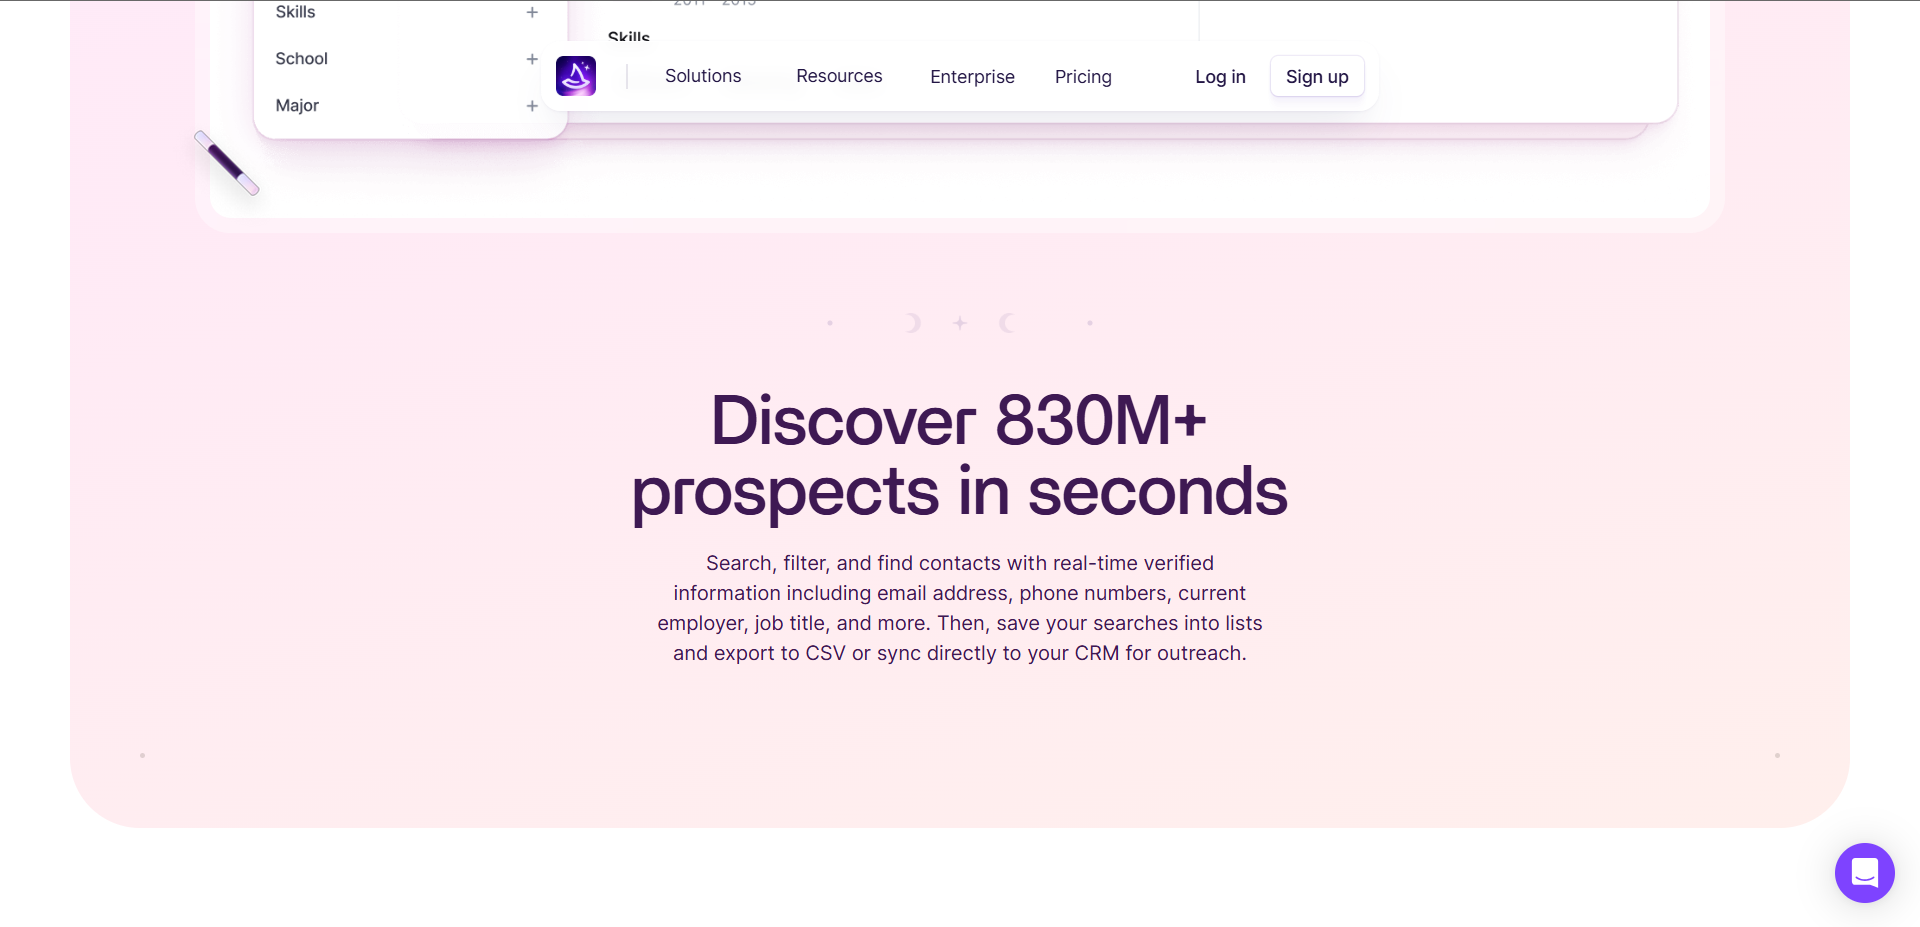 Skills
School
Major
Skills
Solutions
Resources
Enterprise
Pricing
Log in
Sign up
Discover 830M+
prospects in seconds
Search, filter, and find contacts with real-time verified
information including email address, phone numbers, current
employer, job title, and more. Then, save your searches into lists
and export to CSV or sync directly to your CRM for outreach.